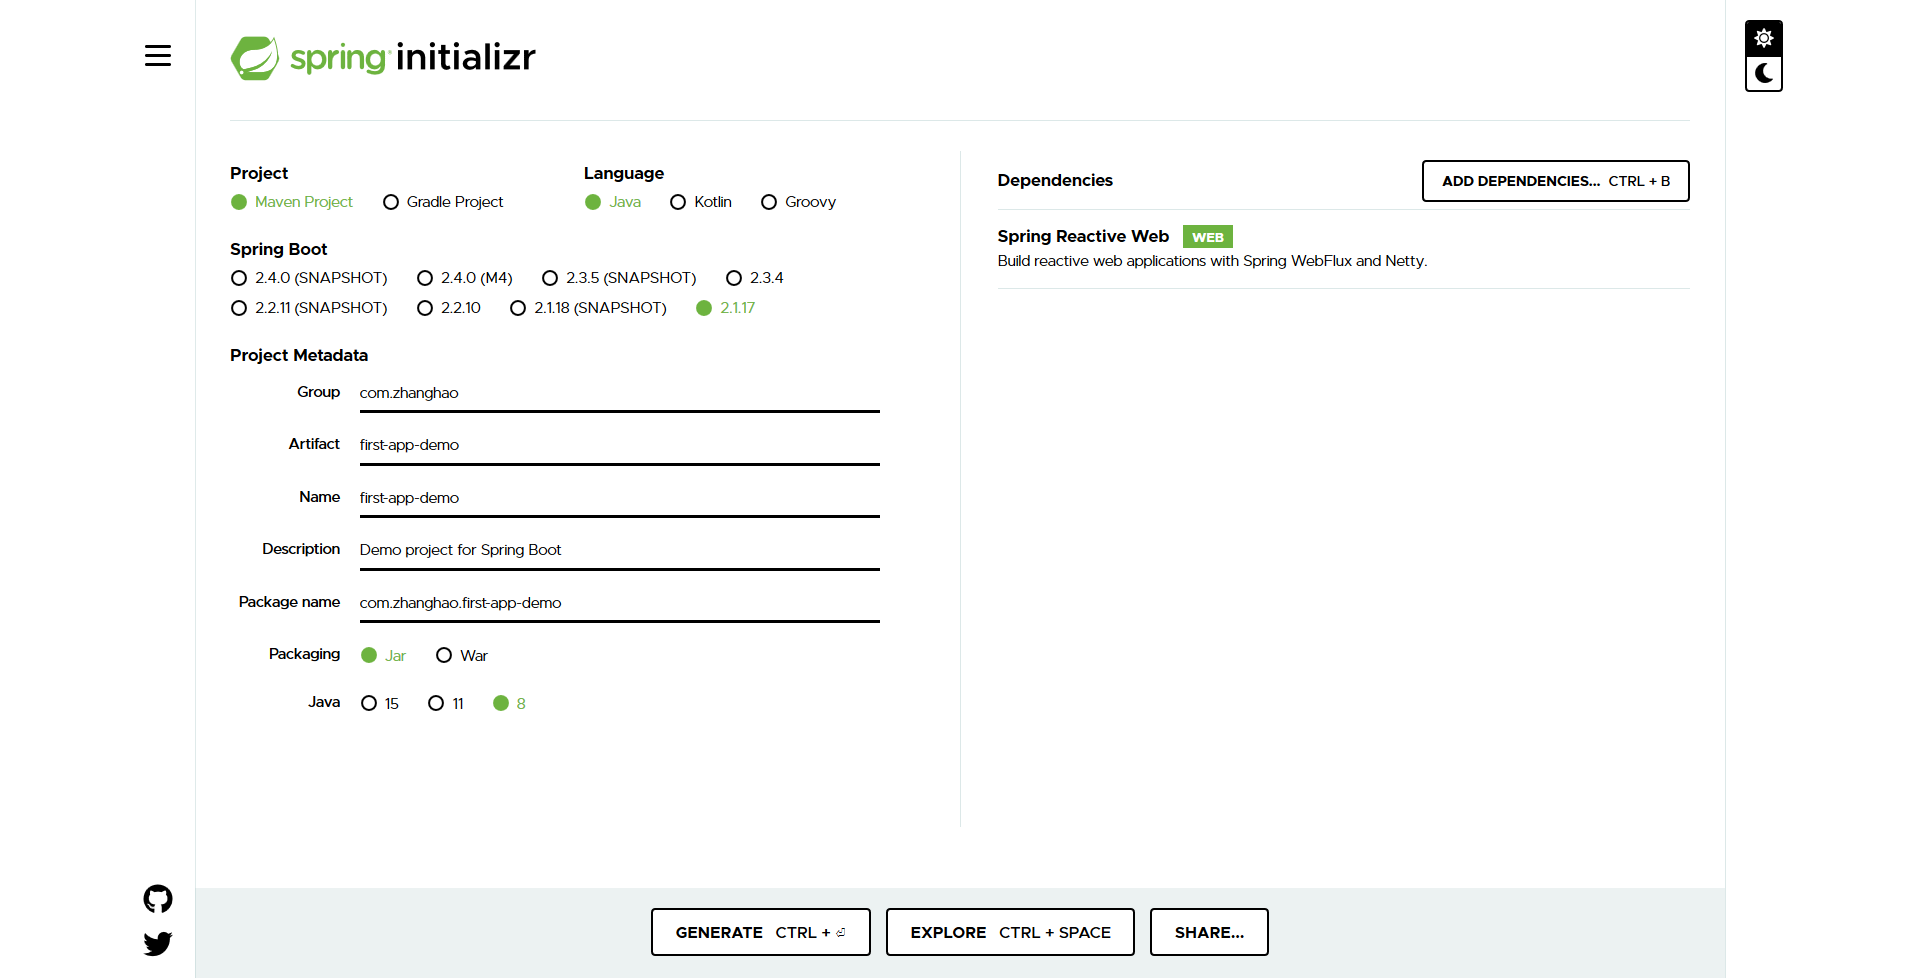 spring initializr
Project
Maven Project Gradle Project
Language
Java Kotlin Groovy
Spring Boot
2.4.0 (SNAPSHOT) 2.4.0 (M4) 2.3.5 (SNAPSHOT) 2.3.4
2.2.11 (SNAPSHOT) 2.2.10 2.1.18 (SNAPSHOT) 2.1.17
Project Metadata
Group com.zhanghao
Artifact first-app-demo
Name first-app-demo
Description Demo project for Spring Boot
Package name com.zhanghao.first-app-demo
Packaging Jar War
Java 15 11 8
Dependencies ADD DEPENDENCIES... CTRL + B
Spring Reactive Web WEB
Build reactive web applications with Spring WebFlux and Netty.
GENERATE CTRL + ⏎ EXPLORE CTRL + SPACE SHARE...